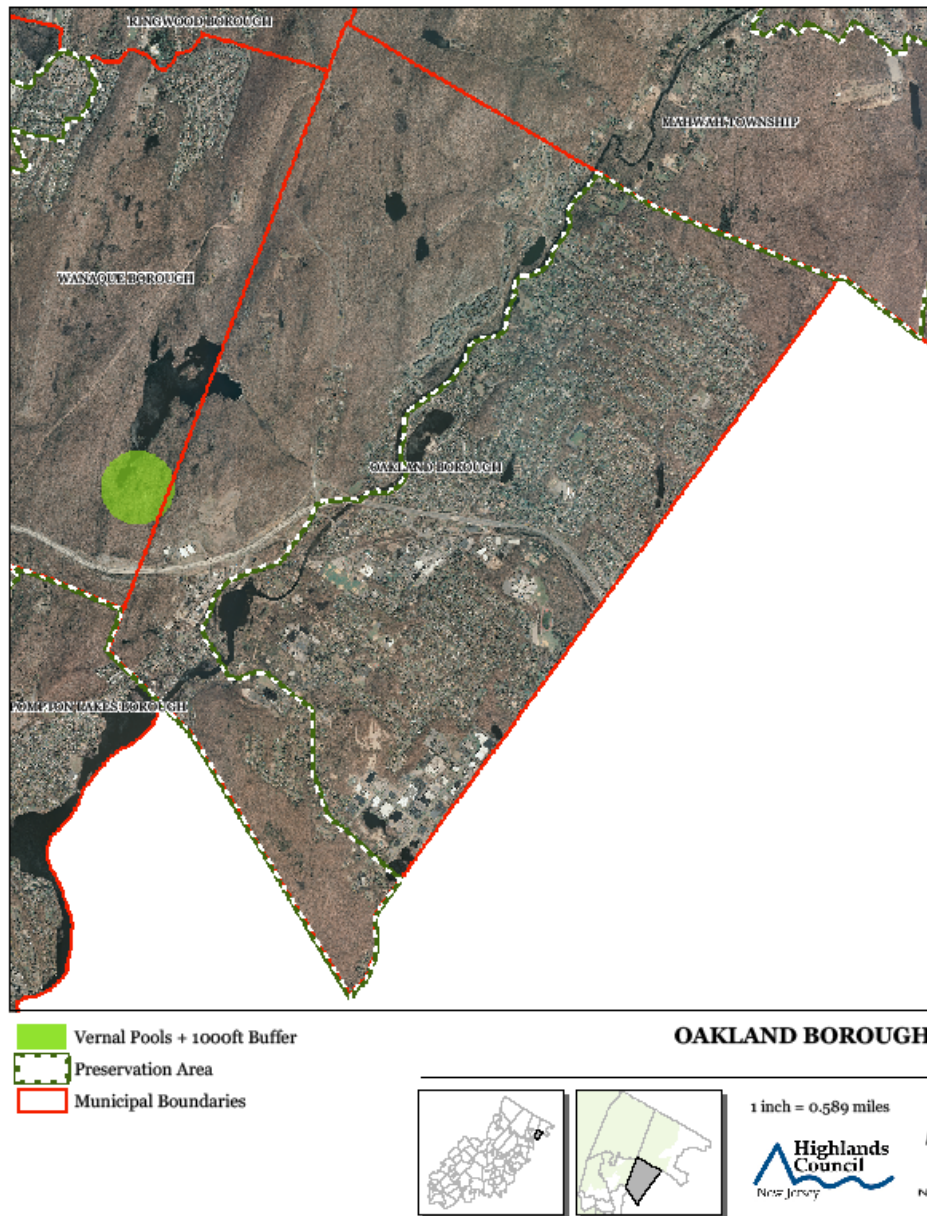 RINGWOOD BOROUGH
MAHWAH TOWNSHIP
WANAQUE BOROUGH
OAKLAND BOROUGH
POMPTON LAKES BOROUGH
Vernal Pools + 1000ft Buffer
Preservation Area
Municipal Boundaries
OAKLAND BOROUGH
1 inch = 0.589 miles
Highlands
Council
New Jersey
N